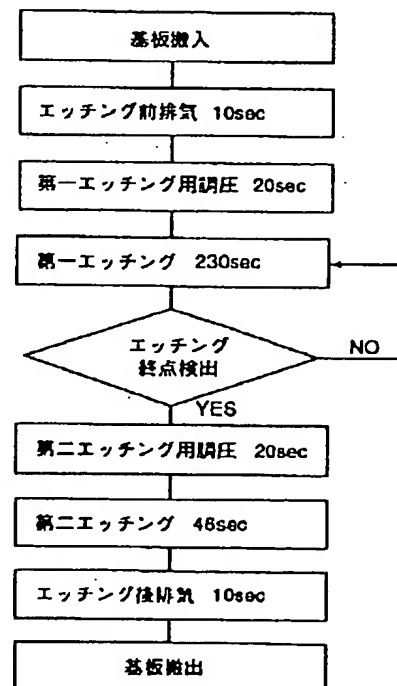 基板搬入
エッチング前排気 10sec
第一エッチング用調圧 20sec
第一エッチング 230sec
エッチング
終点検出
NO
YES
第二エッチング用調圧 20sec
第二エッチング 46sec
エッチング後排気 10sec
基板搬出